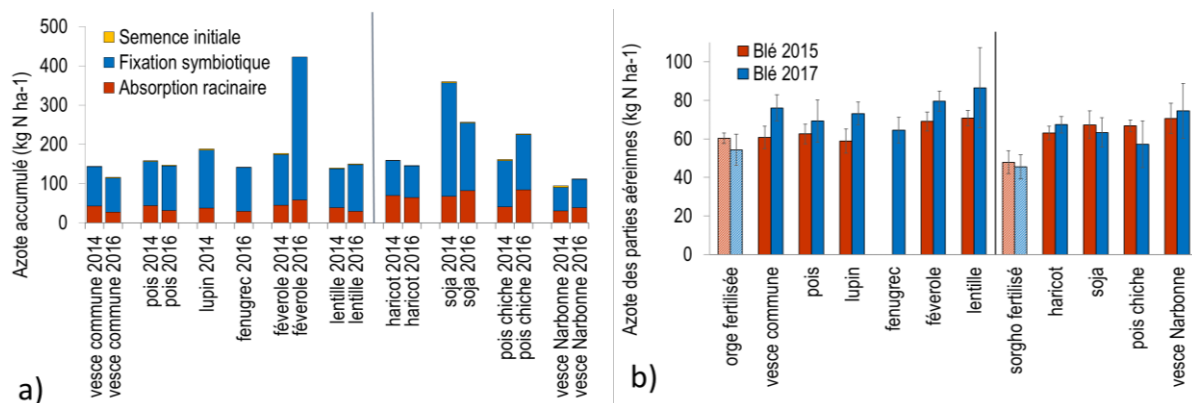 Azote accumulé (kg N ha-1)
500
400
300
200
100
0
Semence initiale
Fixation symbiotique
Absorption racinaire
vesce commune 2014
vesce commune 2016
pois 2014
pois 2016
lupin 2014
fenugrec 2016
féverole 2014
féverole 2016
lentille 2014
lentille 2016
haricot 2014
haricot 2016
soja 2014
soja 2016
pois chiche 2014
pois chiche 2016
vesce Narbonne 2014
vesce Narbonne 2016
a)
Azote des parties aéreinnes (kg N ha-1)
100
80
60
40
20
0
Blé 2015
Blé 2017
orge fertilisée
vesce commune
pois
lupin
fenugrec
féverole
lentille
sorgho fertilisé
haricot
soja
pois chiche
vesce Narbonne
b)